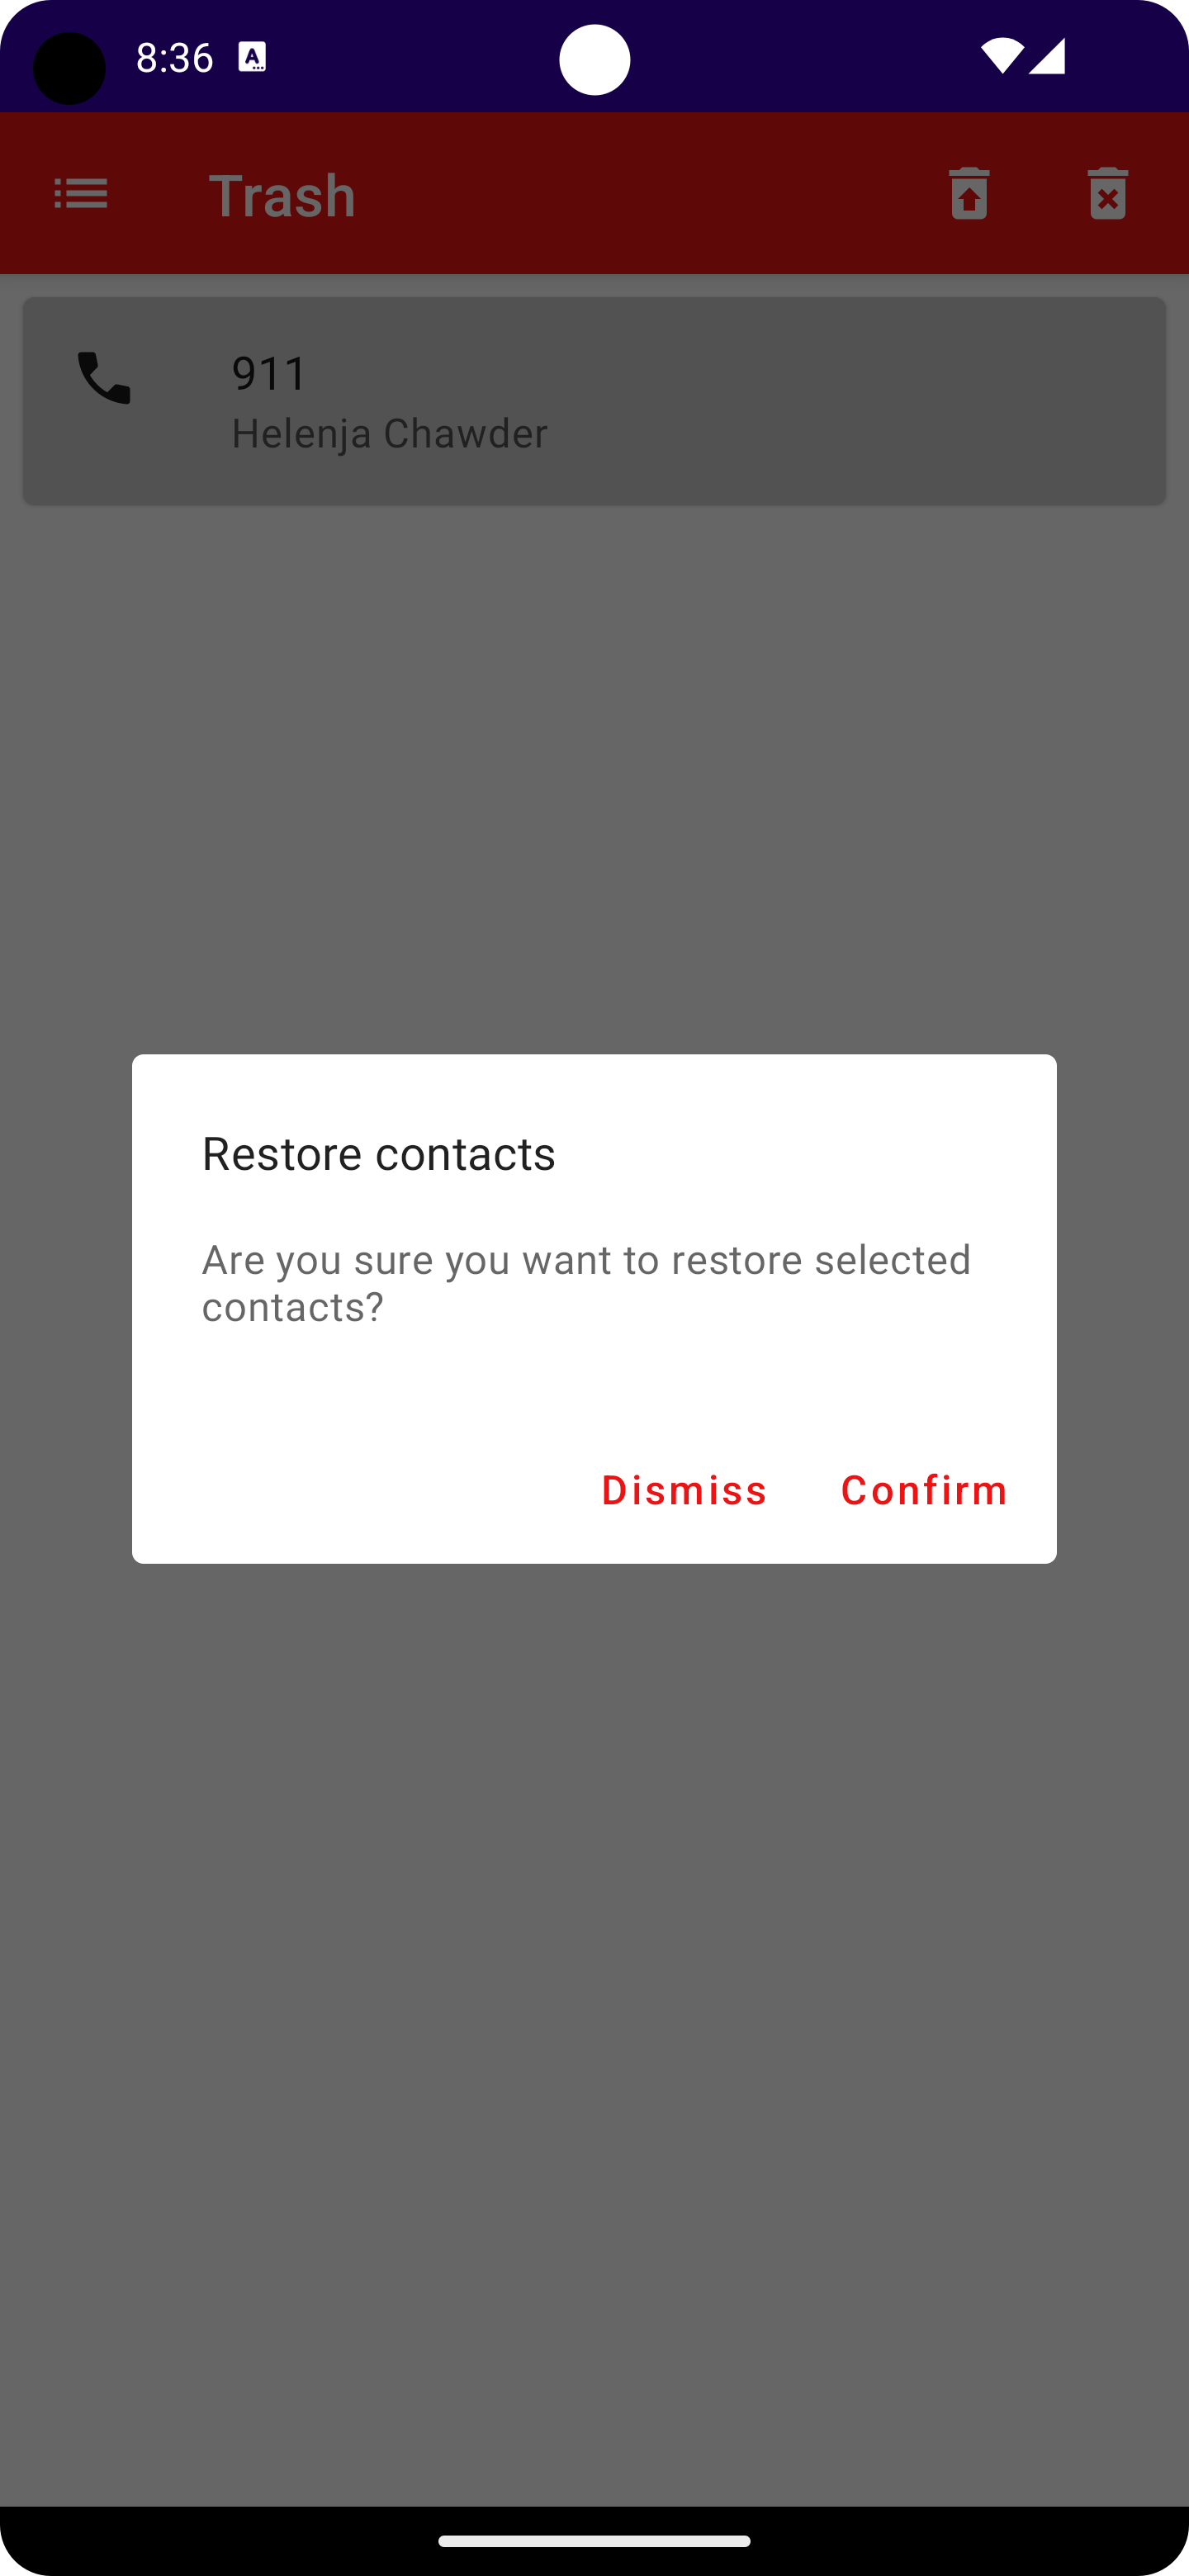 8:36
Trash
911
Helenja Chawder
Restore contacts
Are you sure you want to restore selected
contacts?
Dismiss Confirm